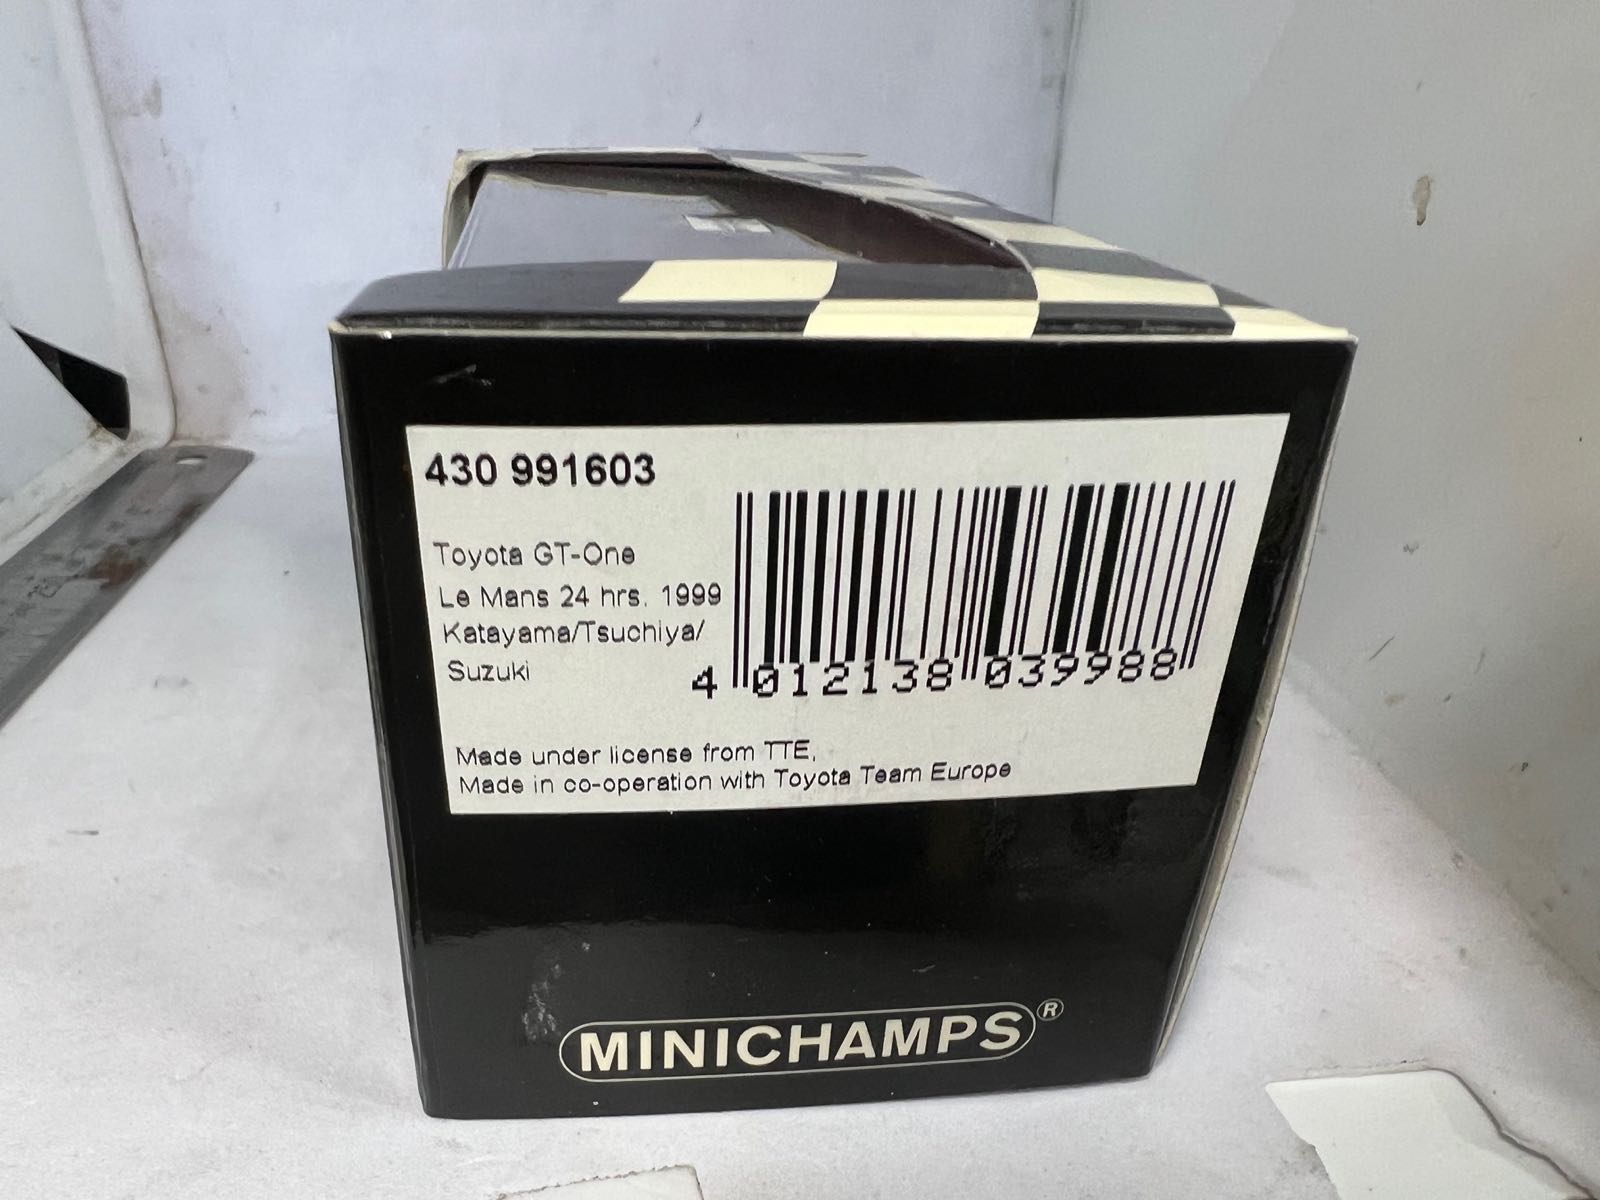 430 991603
Toyota GT-One
Le Mans 24 hrs. 1999
Katayama/Tsuchiya/
Suzuki
4 012138 039988
Made under license from TTE,
Made in co-operation with Toyota Team Europe
MINICHAMPS®